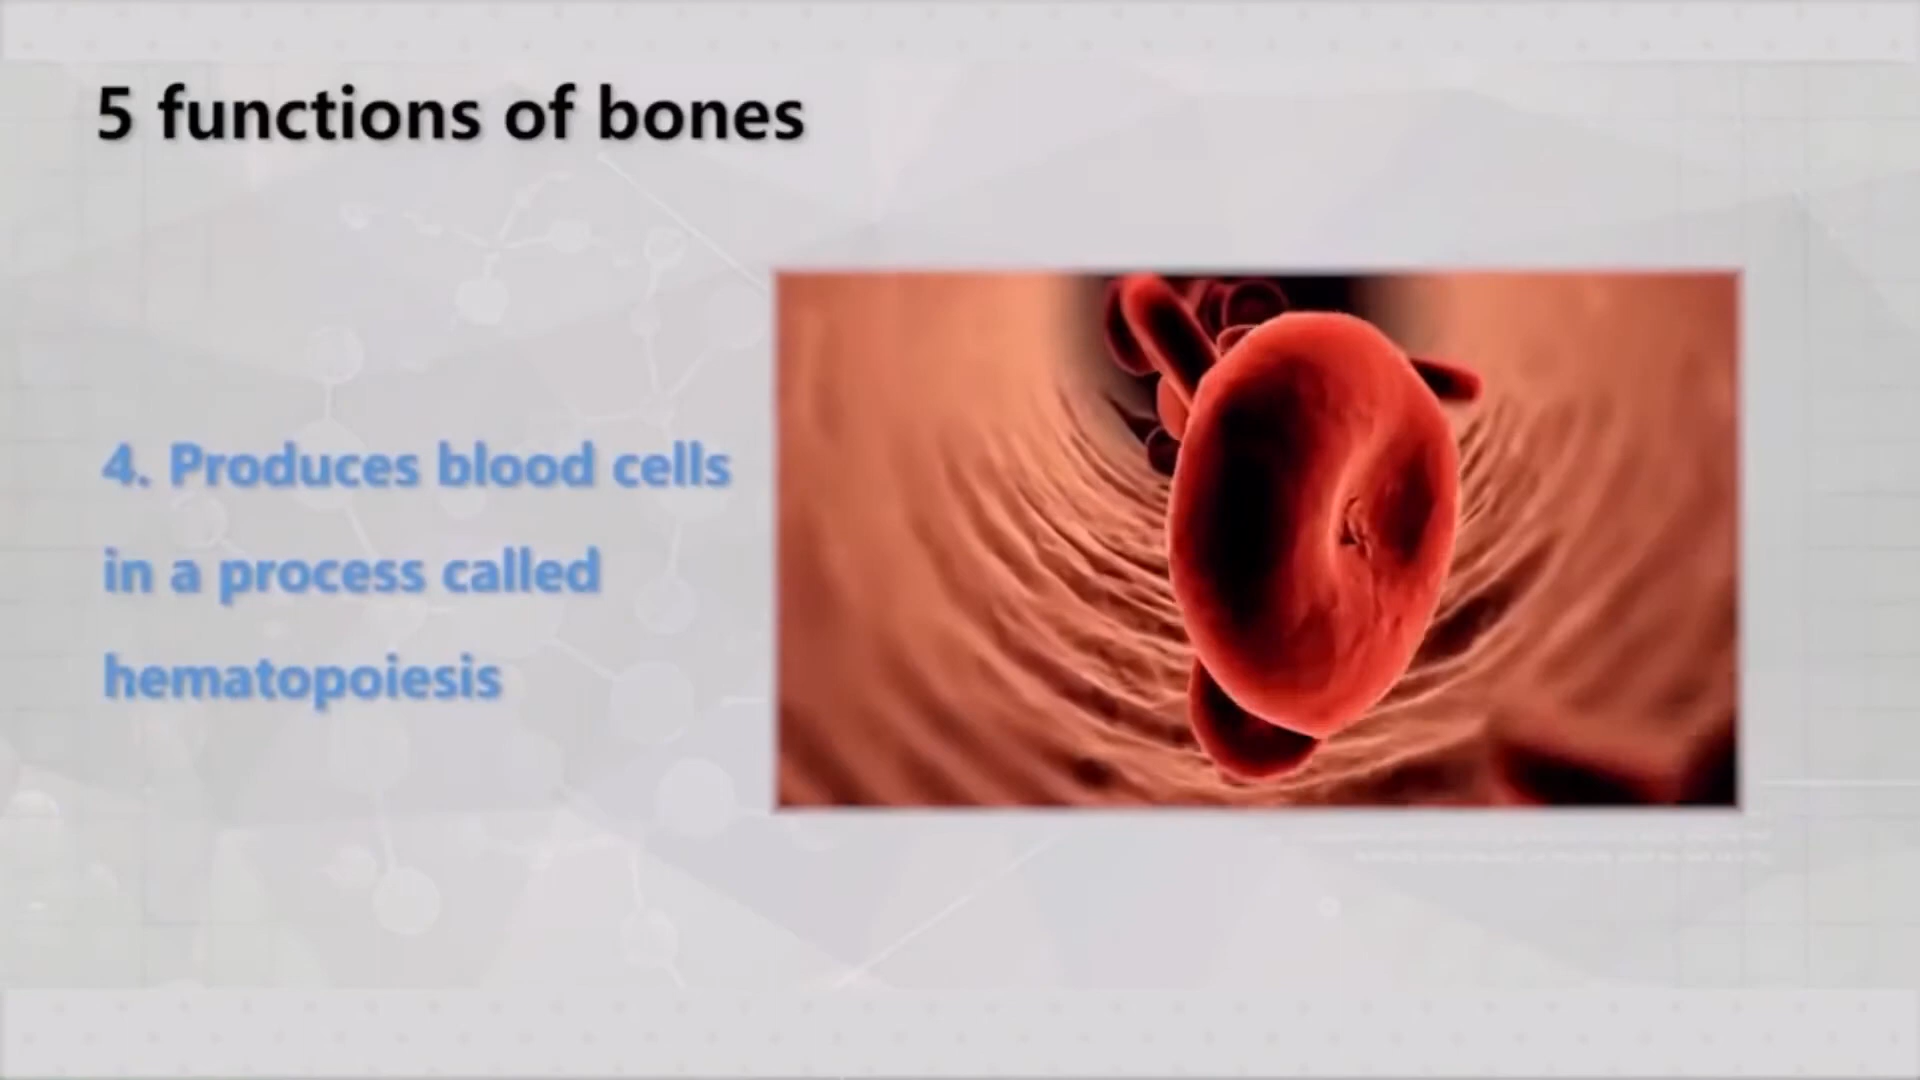 5 functions of bones
4. Produces blood cells
in a process called
hematopoiesis